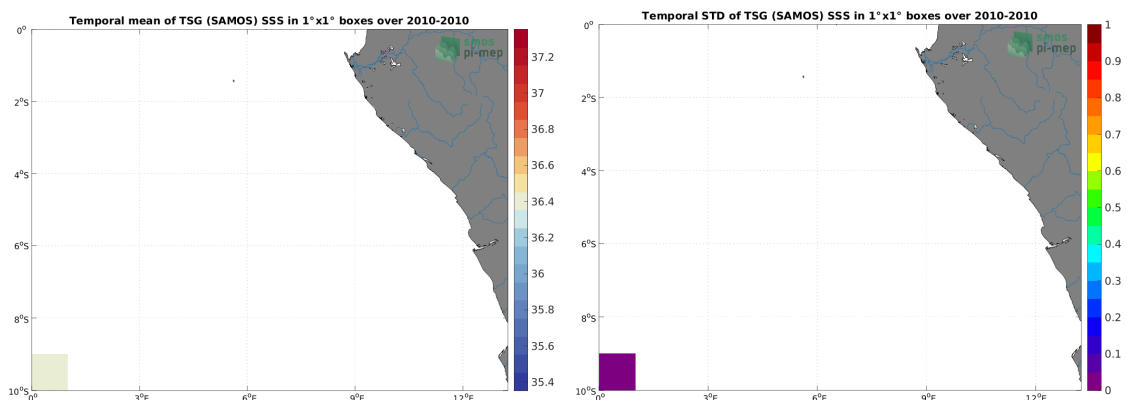 Temporal mean of TSG (SAMOS) SSS in 1°x1° boxes over 2010-2010
0°
2°S
4°S
6°S
8°S
10°S
0°
3°E
6°E
9°E
12°E
smos
pi-mep
37.2
37
36.8
36.6
36.4
36.2
36
35.8
35.6
35.4
Temporal STD of TSG (SAMOS) SSS in 1°x1° boxes over 2010-2010
0°
2°S
4°S
6°S
8°S
10°S
0°
3°E
6°E
9°E
12°E
smos
pi-mep
1
0.9
0.8
0.7
0.6
0.5
0.4
0.3
0.2
0.1
0